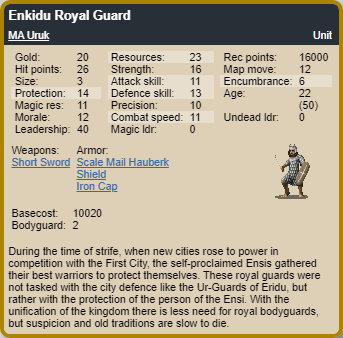 Enkidu Royal Guard
MA Uruk Unit
Gold: 20 Resources: 23 Rec points: 16000
Hit points: 26 Strength: 16 Map move: 12
Size: 3 Attack skill: 11 Encumbrance: 6
Protection: 14 Defence skill: 13 Age: 22
Magic res: 11 Precision: 10 (50)
Morale: 12 Combat speed: 11 Undead ldr: 0
Leadership: 40 Magic ldr: 0
Weapons: Armor:
Short Sword Scale Mail Hauberk
Shield
Iron Cap
Basecost: 10020
Bodyguard: 2
During the time of strife, when new cities rose to power in
competition with the First City, the self-proclaimed Ensis gathered
their best warriors to protect themselves. These royal guards were
not tasked with the city defence like the Ur-Guards of Eridu, but
rather with the protection of the person of the Ensi. With the
unification of the kingdom there is less need for royal bodyguards,
but suspicion and old traditions are slow to die.